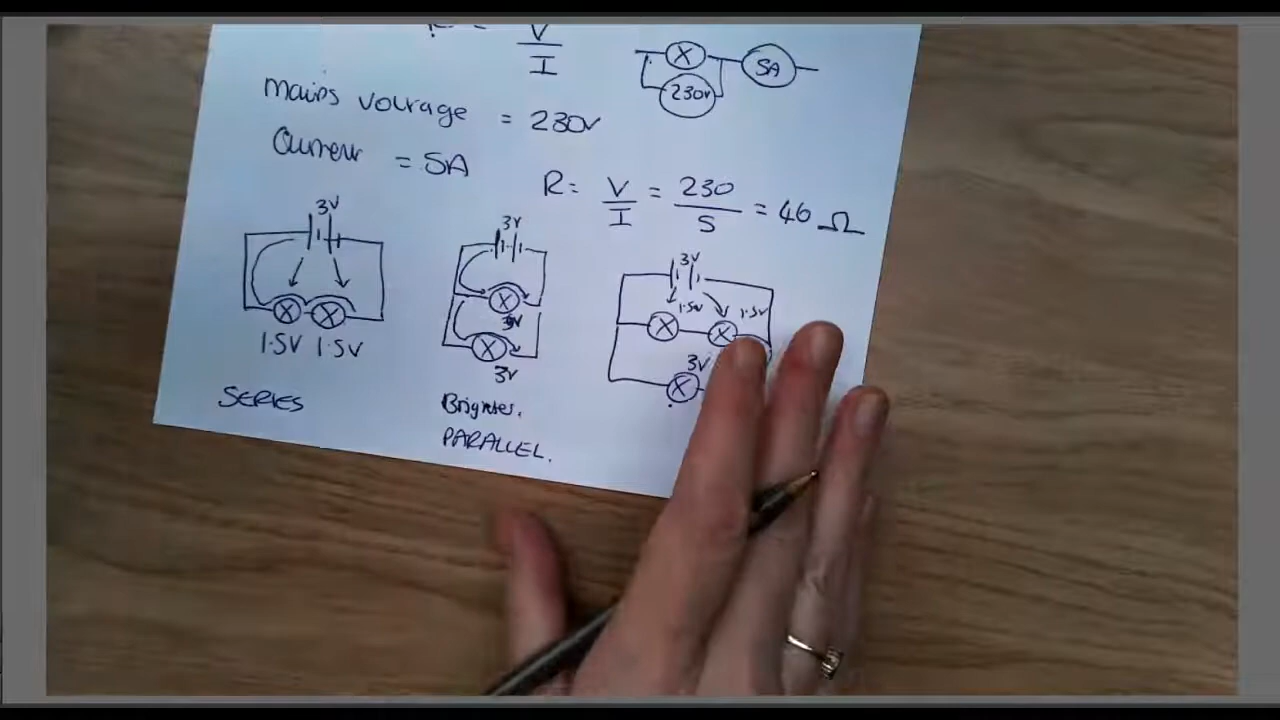 V
I
X
5A
230V
Mains voltage = 230V
Current = 5A
R = V = 230 = 46 Ω
I 5
3V
X X
1.5V 1.5V
SERIES
3V
X
3V
X
3V
Brighter.
PARALLEL.
3V
1.5V 1.5V
X X
3V
X